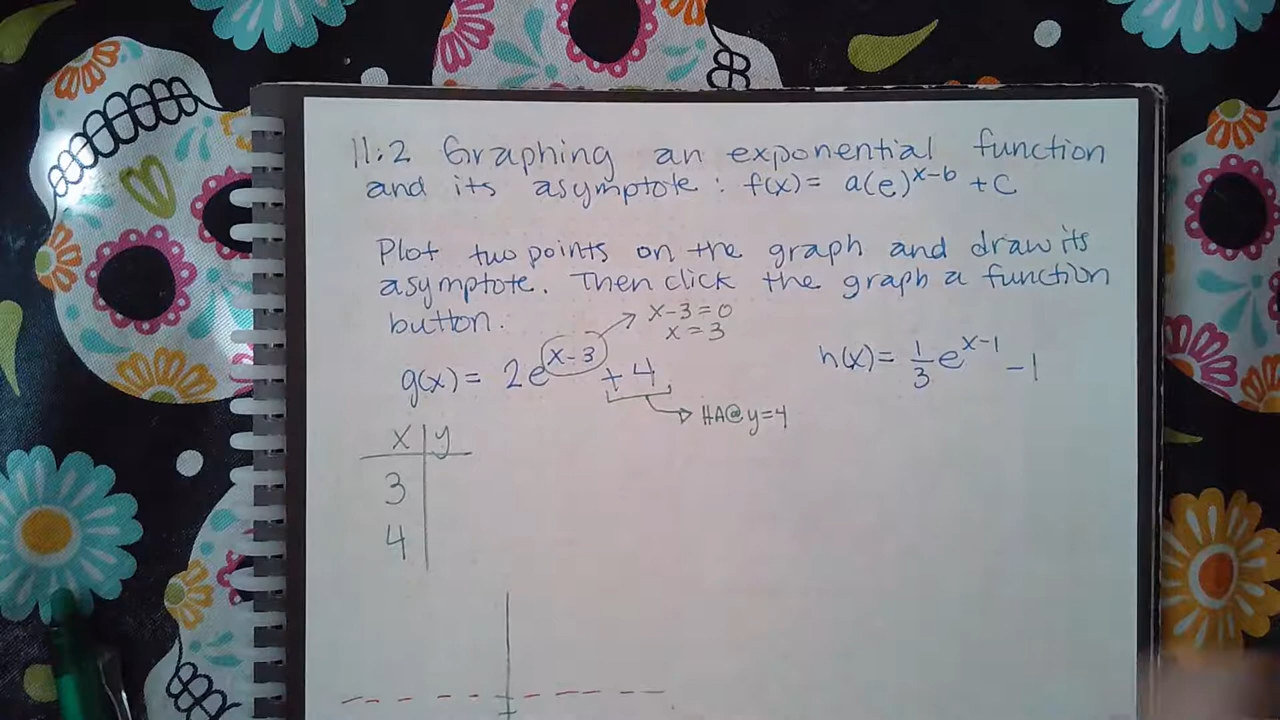 11.2 Graphing an exponential function
and its asymptote: f(x) = a(e)^x-b + C
Plot two points on the graph and draw its
asymptote. Then click the graph a function
button.
x-3=0
x=3
g(x) = 2e^(x-3) + 4
HA@y=4
h(x) = 1/3 e^x-1 - 1
x | y
3
4